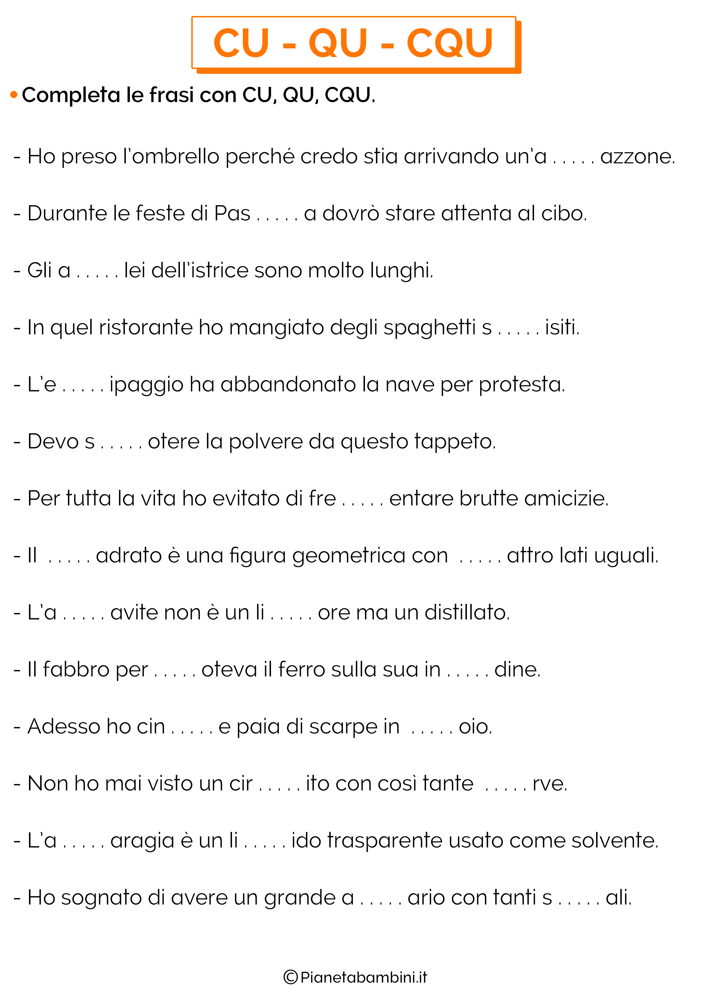 CU - QU - CQU
• Completa le frasi con CU, QU, CQU.
- Ho preso l'ombrello perché credo stia arrivando un'a . . . . . azzone.
- Durante le feste di Pas . . . . . a dovrò stare attenta al cibo.
- Gli a . . . . . lei dell'istrice sono molto lunghi.
- In quel ristorante ho mangiato degli spaghetti s . . . . . isiti.
- L'e . . . . . ipaggio ha abbandonato la nave per protesta.
- Devo s . . . . . otere la polvere da questo tappeto.
- Per tutta la vita ho evitato di fre . . . . . entare brutte amicizie.
- Il . . . . . adrato è una figura geometrica con . . . . . attro lati uguali.
- L'a . . . . . avite non è un li . . . . . ore ma un distillato.
- Il fabbro per . . . . . oteva il ferro sulla sua in . . . . . dine.
- Adesso ho cin . . . . . e paia di scarpe in . . . . . oio.
- Non ho mai visto un cir . . . . . ito con così tante . . . . . rve.
- L'a . . . . . aragia è un li . . . . . ido trasparente usato come solvente.
- Ho sognato di avere un grande a . . . . . ario con tanti s . . . . . ali.
© Pianetabambini.it